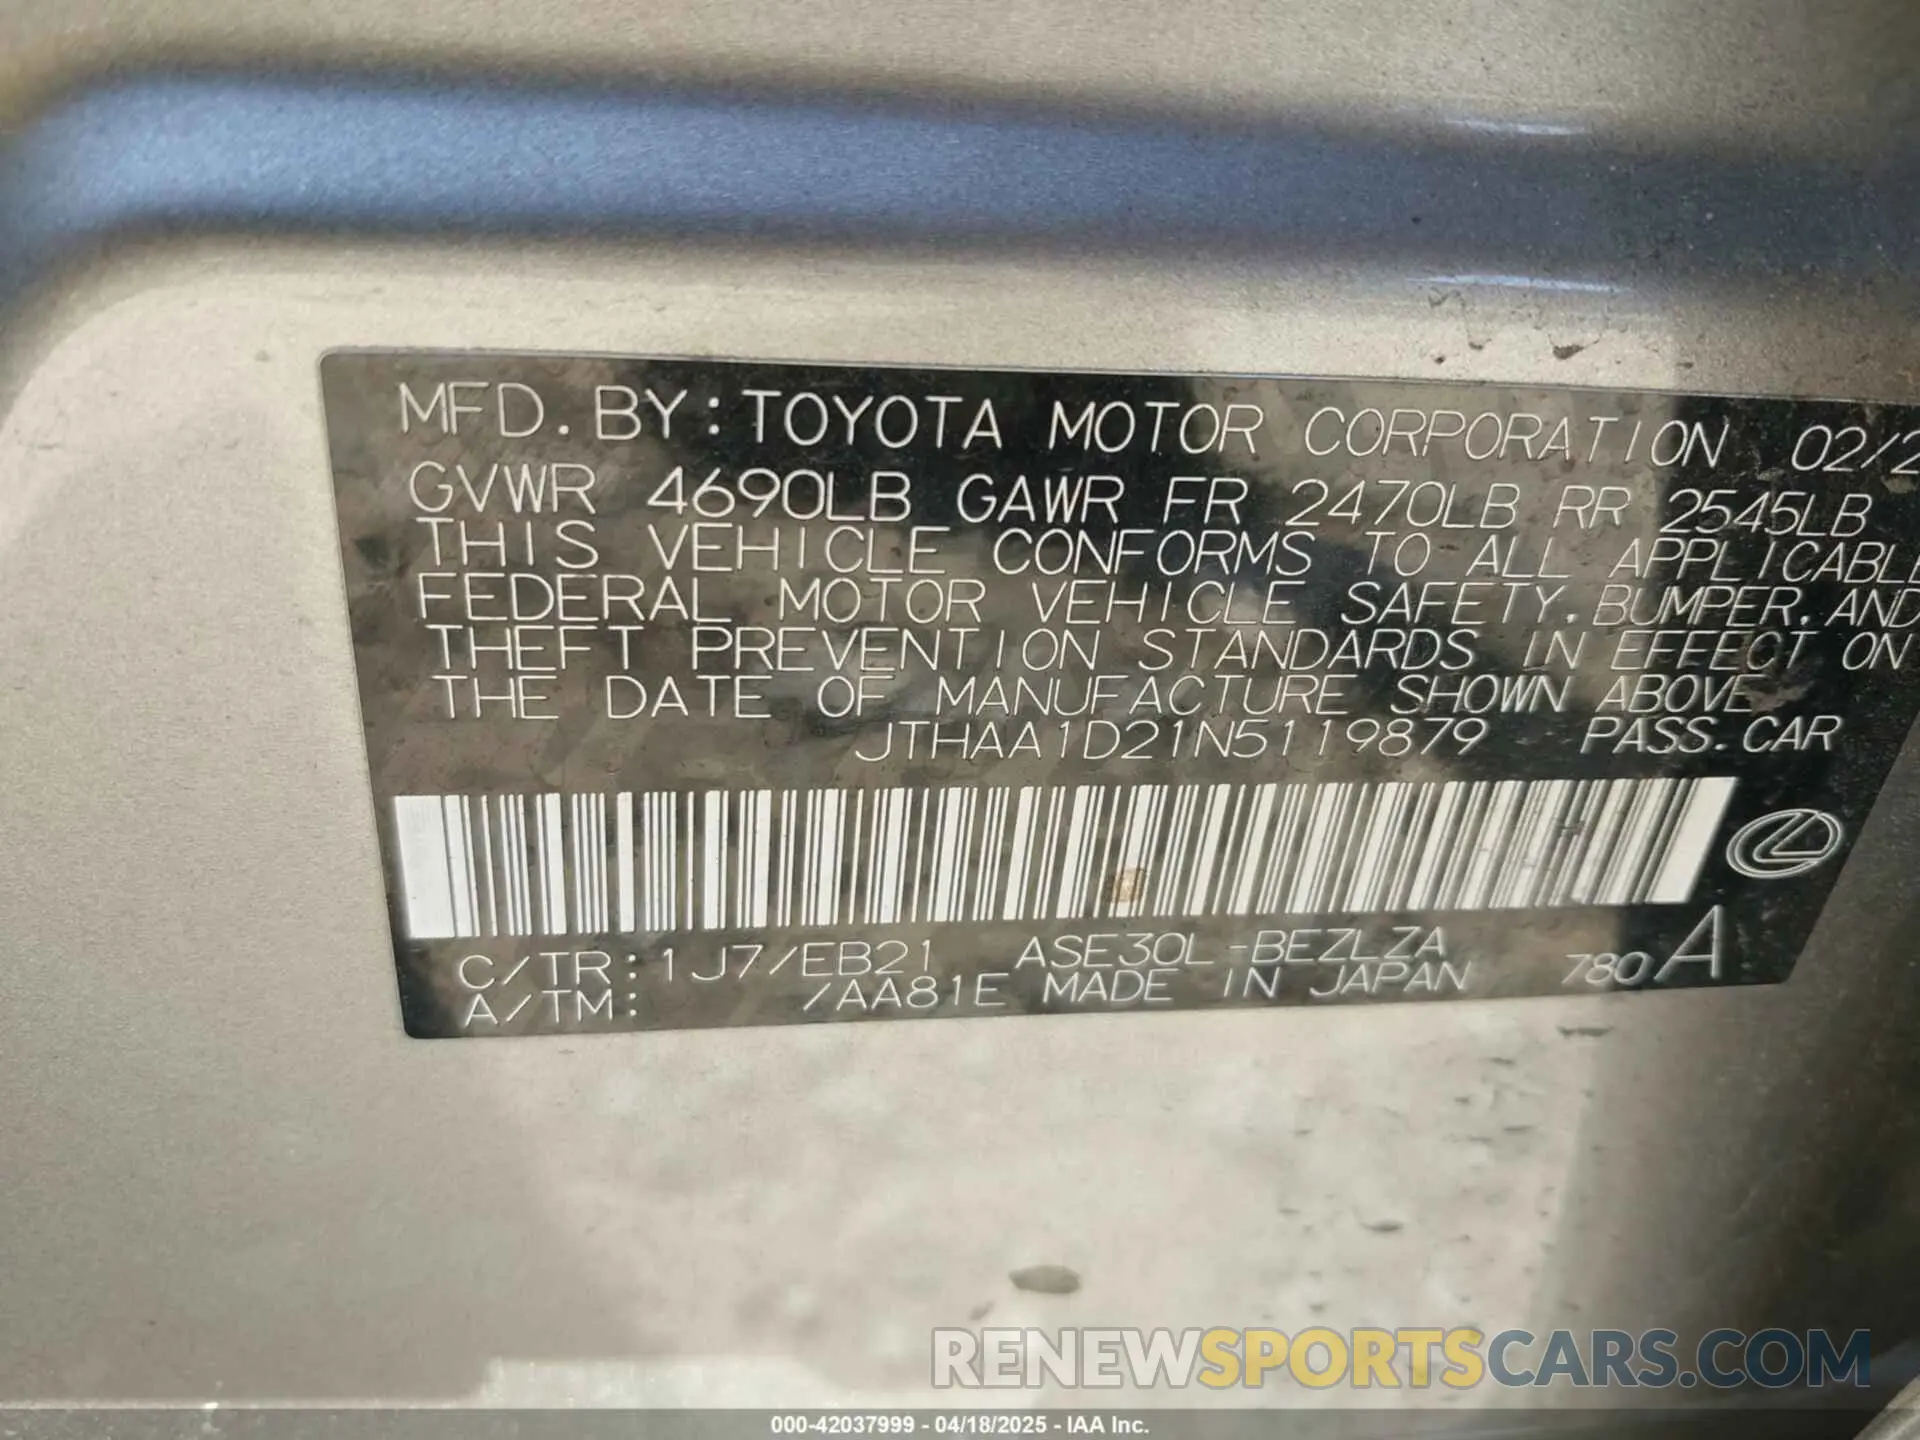 MFD. BY: TOYOTA MOTOR CORPORATION 02/2
GVWR 4690LB GAWR FR 2470LB RR 2545LB
THIS VEHICLE CONFORMS TO ALL APPLICABLE
FEDERAL MOTOR VEHICLE SAFETY, BUMPER, AND
THEFT PREVENTION STANDARDS IN EFFECT ON
THE DATE OF MANUFACTURE SHOWN ABOVE
JTHAA1D21N5119879 PASS. CAR
C/TR: 1J7/EB21 ASE30L-BEZLZA
A/TM: /AA81E MADE IN JAPAN 780 A
RENEWSPORTSCARS.COM
000-42037999 - 04/18/2025 - IAA Inc.